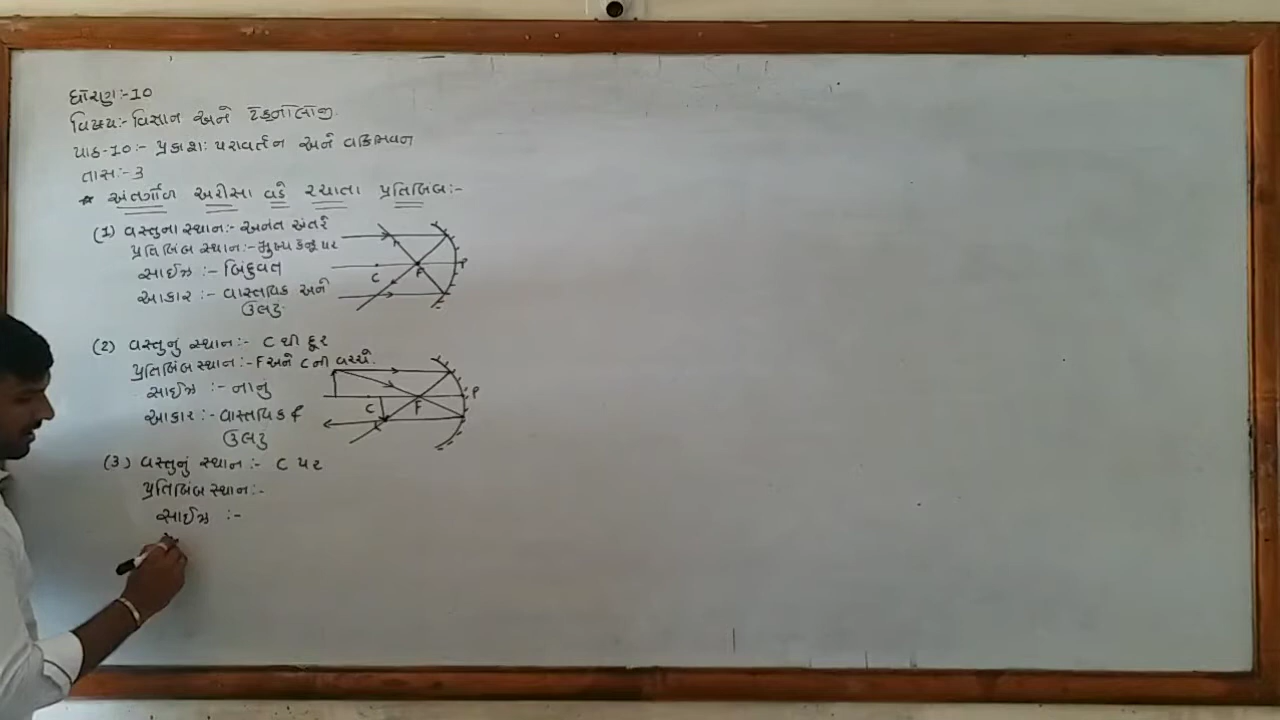 ધોરણ:-10
વિષય:- વિજ્ઞાન અને ટેકનોલોજી.
પાઠ-10:- પ્રકાશ: પરાવર્તન અને વક્રિભવન
તાસ:-3
* અંતર્ગોળ અરીસા વડે રચાતા પ્રતિબિંબ:-
(1) વસ્તુના સ્થાન:- અનંત અંતરે
પ્રતિબિંબ સ્થાન:- મુખ્ય કેન્દ્ર પર
સાઈઝ :- બિંદુવત
આકાર :- વાસ્તવિક અને
ઉલટુ.
C F P
(2) વસ્તુનું સ્થાન:- C થી દૂર
પ્રતિબિંબ સ્થાન:- F અને C ની વચ્ચે.
સાઈઝ :- નાનુ
આકાર :- વાસ્તવિક f
ઉલટુ
C F P
(3) વસ્તુનું સ્થાન :- C પર
પ્રતિબિંબ સ્થાન:-
સાઈઝ :-